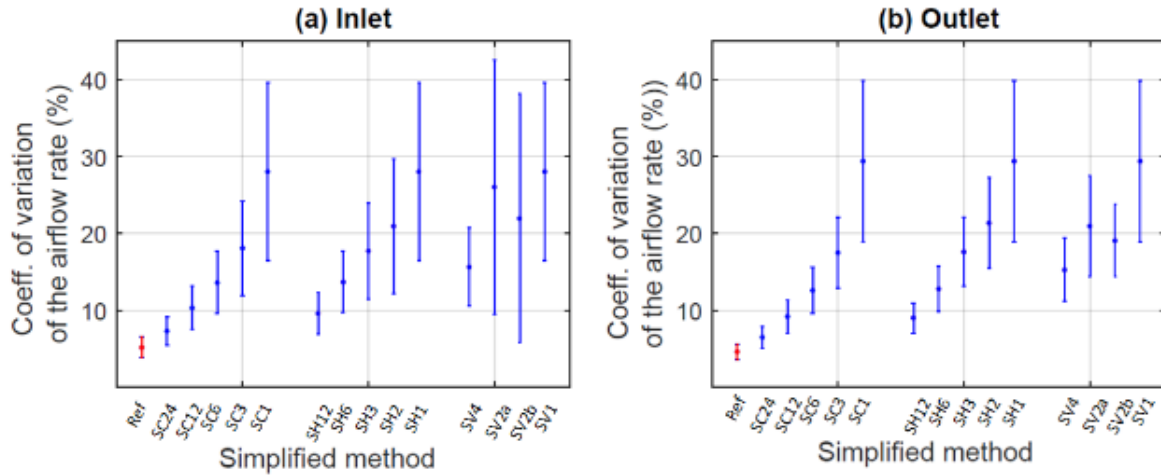 (a) Inlet
Coeff. of variation
of the airflow rate (%)
40
30
20
10
Ref
SC24
SC12
SC6
SC3
SC1
SH12
SH6
SH3
SH2
SH1
SV4
SV2a
SV2b
SV1
Simplified method
(b) Outlet
Coeff. of variation
of the airflow rate (%))
40
30
20
10
Ref
SC24
SC12
SC6
SC3
SC1
SH12
SH6
SH3
SH2
SH1
SV4
SV2a
SV2b
SV1
Simplified method